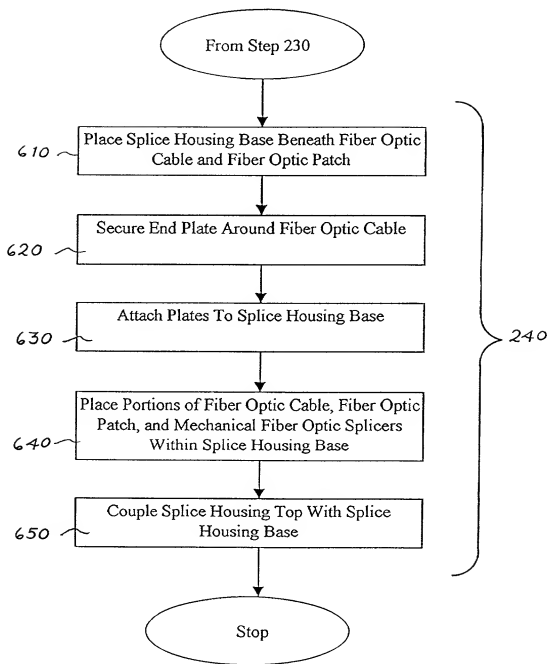 From Step 230
610
Place Splice Housing Base Beneath Fiber Optic
Cable and Fiber Optic Patch
620
Secure End Plate Around Fiber Optic Cable
630
Attach Plates To Splice Housing Base
240
640
Place Portions of Fiber Optic Cable, Fiber Optic
Patch, and Mechanical Fiber Optic Splicers
Within Splice Housing Base
650
Couple Splice Housing Top With Splice
Housing Base
Stop